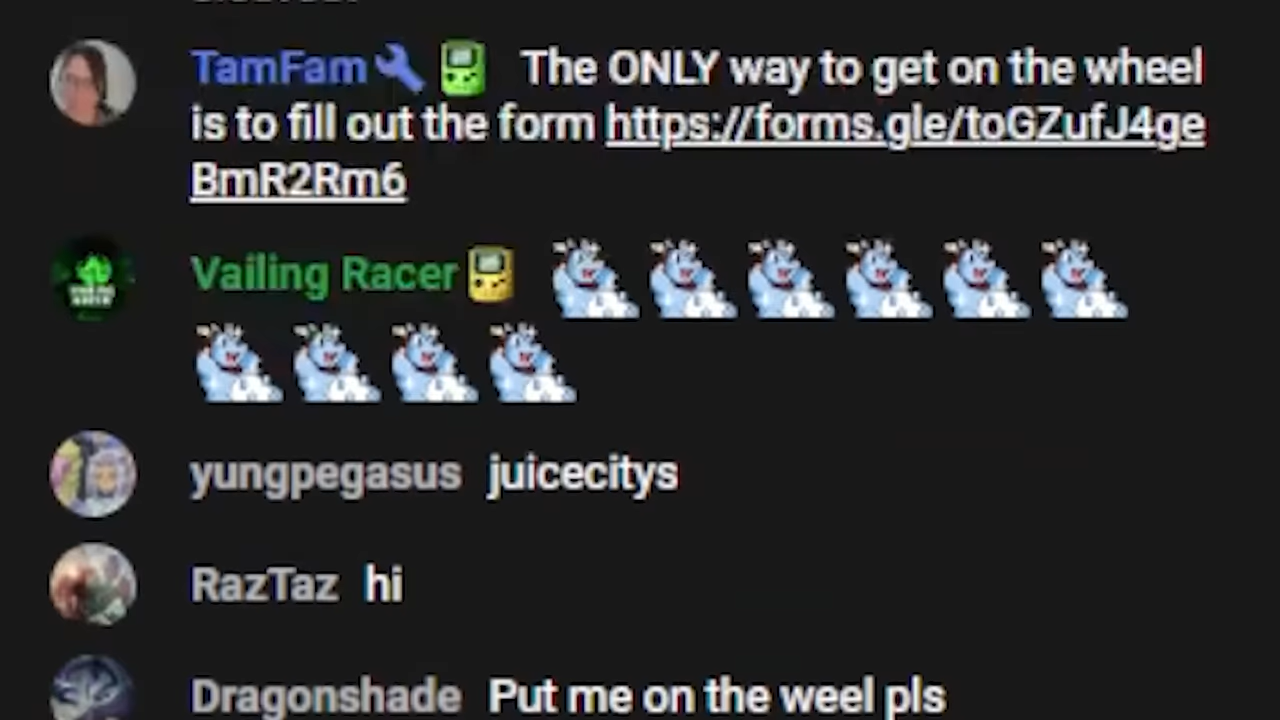 TamFam The ONLY way to get on the wheel
is to fill out the form https://forms.gle/toGZufJ4ge
BmR2Rm6
Vailing Racer
yungpegasus juicecitys
RazTaz hi
Dragonshade Put me on the weel pls